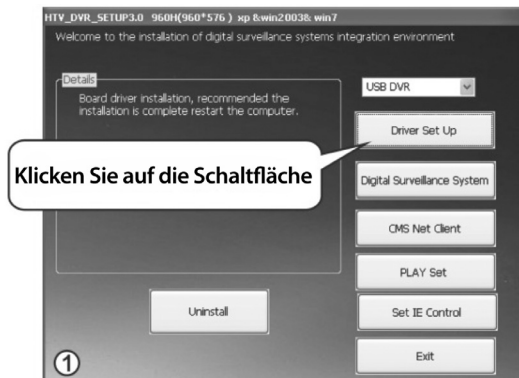 HTV_DVR_SETUP3.0 960H(960*576 ) xp &win2003& win7
Welcome to the installation of digital surveillance systems integration environment
Details
Board driver installation, recommended the
installation is complete restart the computer.
USB DVR
Driver Set Up
Klicken Sie auf die Schaltfläche
Digital Surveillance System
CMS Net Client
PLAY Set
Uninstall
Set IE Control
Exit
1